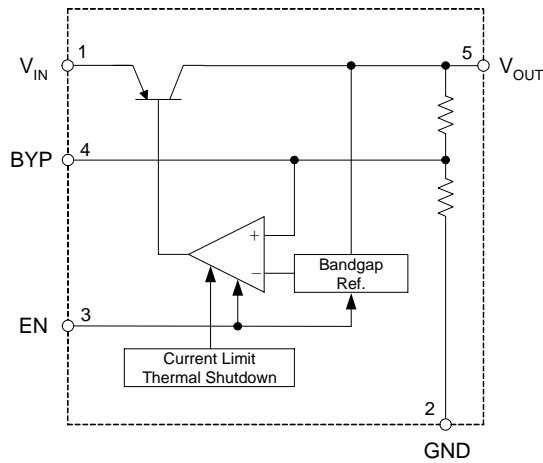 1
5
V_IN
V_OUT
4
BYP
+
−
Bandgap
Ref.
3
EN
Current Limit
Thermal Shutdown
2
GND